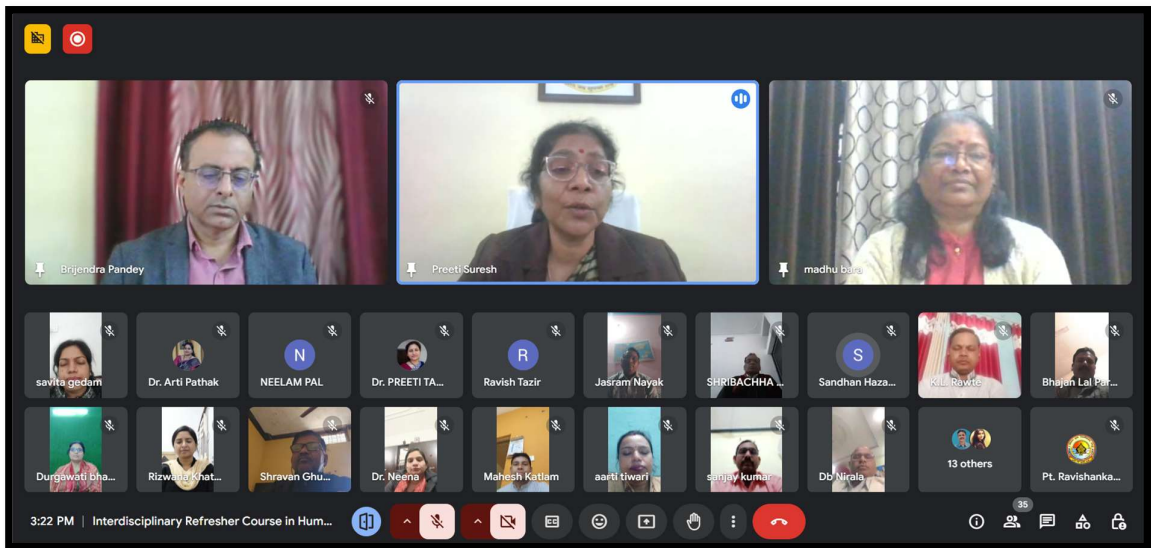 Brijendra Pandey
Preeti Suresh
madhu bara
savita gedam
Dr. Arti Pathak
N
NEELAM PAL
Dr. PREETI TA...
R
Ravish Tazir
Jasram Nayak
SHRIBACHHA ...
S
Sandhan Haza...
K.L. Rawte
Bhajan Lal Par...
Durgawati bha...
Rizwana Khat...
Shravan Ghu...
Dr. Neena
Mahesh Katlam
aarti tiwari
sanjay kumar
Db Nirala
13 others
Pt. Ravishanka...
3:22 PM | Interdisciplinary Refresher Course in Hum...
CC
35